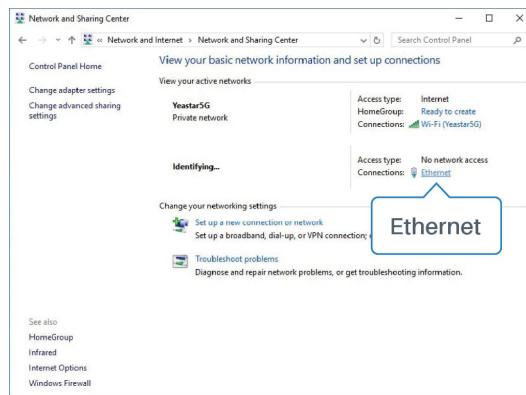 Network and Sharing Center
« Network and Internet › Network and Sharing Center
Search Control Panel
Control Panel Home
Change adapter settings
Change advanced sharing
settings
View your basic network information and set up connections
View your active networks
Yeastar5G
Private network
Access type: Internet
HomeGroup: Ready to create
Connections: Wi-Fi (Yeastar5G)
Identifying...
Access type: No network access
Connections: Ethernet
Ethernet
Change your networking settings
Set up a new connection or network
Set up a broadband, dial-up, or VPN connection;
Troubleshoot problems
Diagnose and repair network problems, or get troubleshooting information.
See also
HomeGroup
Infrared
Internet Options
Windows Firewall